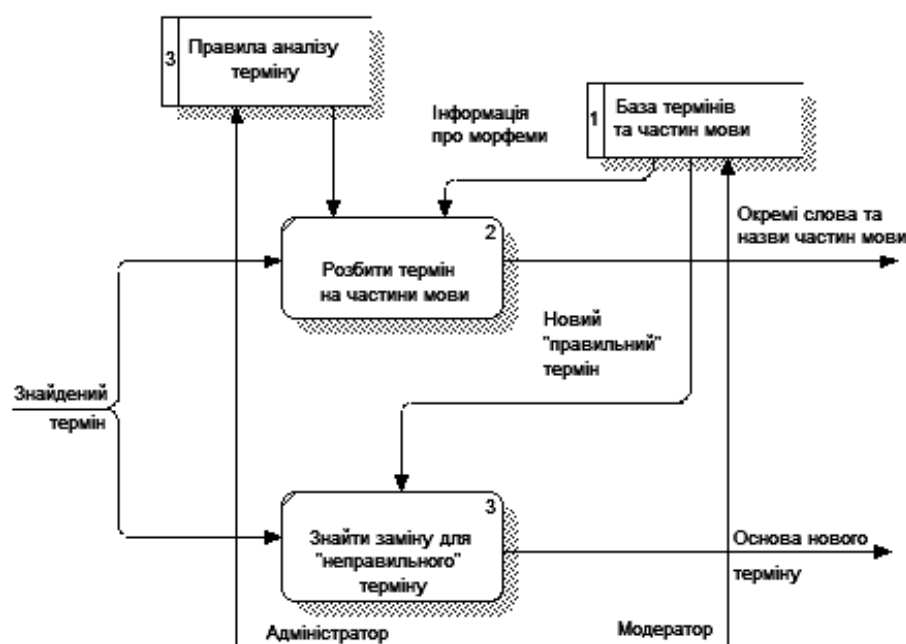 3
Правила аналізу
терміну
1
База термінів
та частин мови
Інформація
про морфеми
2
Розбити термін
на частини мови
Окремі слова та
назви частин мови
Новий
"правильний"
термін
Знайдений
термін
3
Знайти заміну для
"неправильного"
терміну
Основа нового
терміну
Адміністратор
Модератор